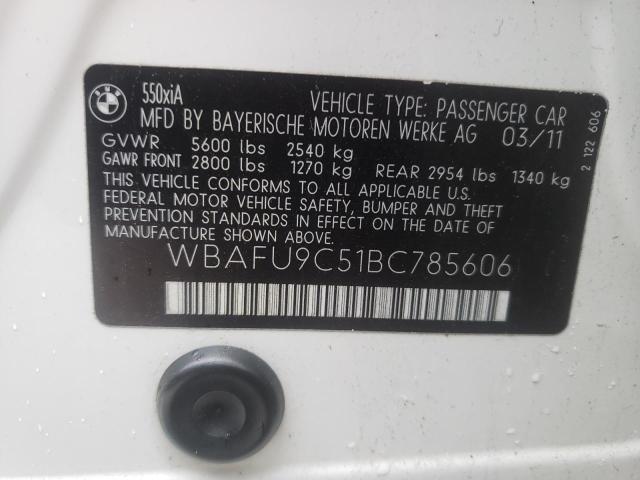 BMW
550xiA
VEHICLE TYPE: PASSENGER CAR
MFD BY BAYERISCHE MOTOREN WERKE AG 03/11
GVWR 5600 lbs 2540 kg
GAWR FRONT 2800 lbs 1270 kg REAR 2954 lbs 1340 kg
THIS VEHICLE CONFORMS TO ALL APPLICABLE U.S.
FEDERAL MOTOR VEHICLE SAFETY, BUMPER AND THEFT
PREVENTION STANDARDS IN EFFECT ON THE DATE
OF MANUFACTURE SHOWN ABOVE.
WBAFU9C51BC785606
2 122 606